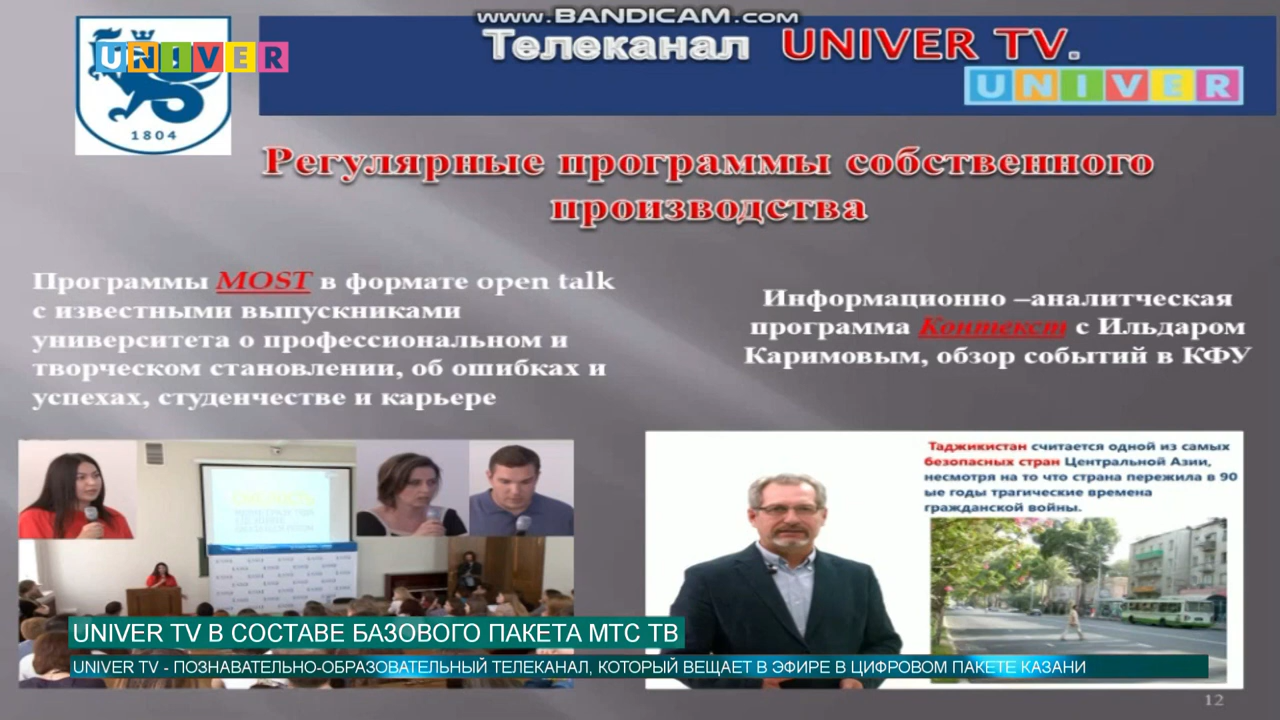 WWW.BANDICAM.COM
Телеканал UNIVER TV.
UNIVER
UNIVER
1804
Регулярные программы собственного
производства
Программы MOST в формате open talk
с известными выпускниками
университета о профессиональном и
творческом становлении, об ошибках и
успехах, студенчестве и карьере
Информационно –аналитческая
программа Контекст с Ильдаром
Каримовым, обзор событий в КФУ
Таджикистан считается одной из самых
безопасных стран Центральной Азии,
несмотря на то что страна пережила в 90
ые годы трагические времена
гражданской войны.
UNIVER TV В СОСТАВЕ БАЗОВОГО ПАКЕТА МТС ТВ
UNIVER TV - ПОЗНАВАТЕЛЬНО-ОБРАЗОВАТЕЛЬНЫЙ ТЕЛЕКАНАЛ, КОТОРЫЙ ВЕЩАЕТ В ЭФИРЕ В ЦИФРОВОМ ПАКЕТЕ КАЗАНИ
12